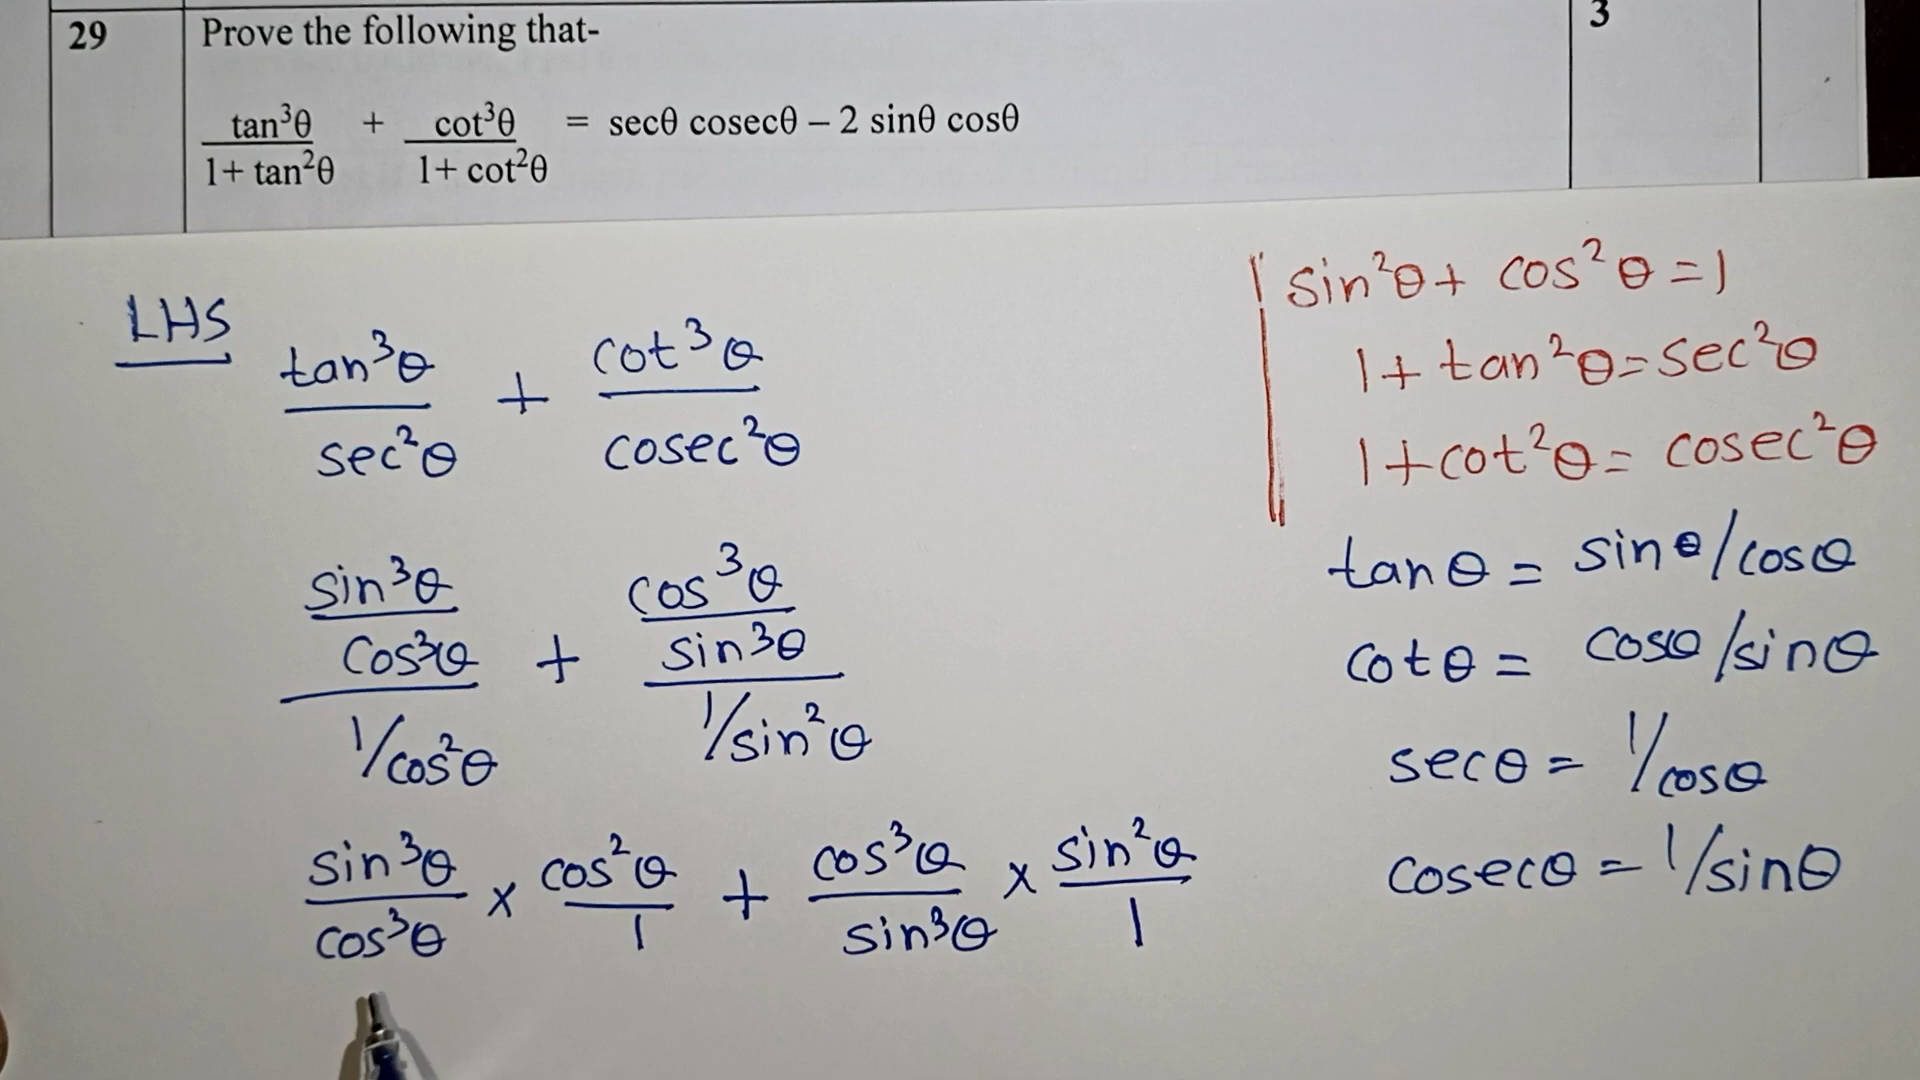 29 Prove the following that- 3
tan³θ + cot³θ = secθ cosecθ – 2 sinθ cosθ
1+ tan²θ 1+ cot²θ
LHS
tan³θ + cot³θ
sec²θ cosec²θ
sin³θ cos³θ
cos³θ + sin³θ
1/cos²θ 1/sin²θ
sin³θ × cos²θ + cos³θ × sin²θ
cos³θ 1 sin³θ 1
sin²θ + cos²θ = 1
1 + tan²θ = sec²θ
1 + cot²θ = cosec²θ
tanθ = sinθ/cosθ
cotθ = cosθ/sinθ
secθ = 1/cosθ
cosecθ = 1/sinθ